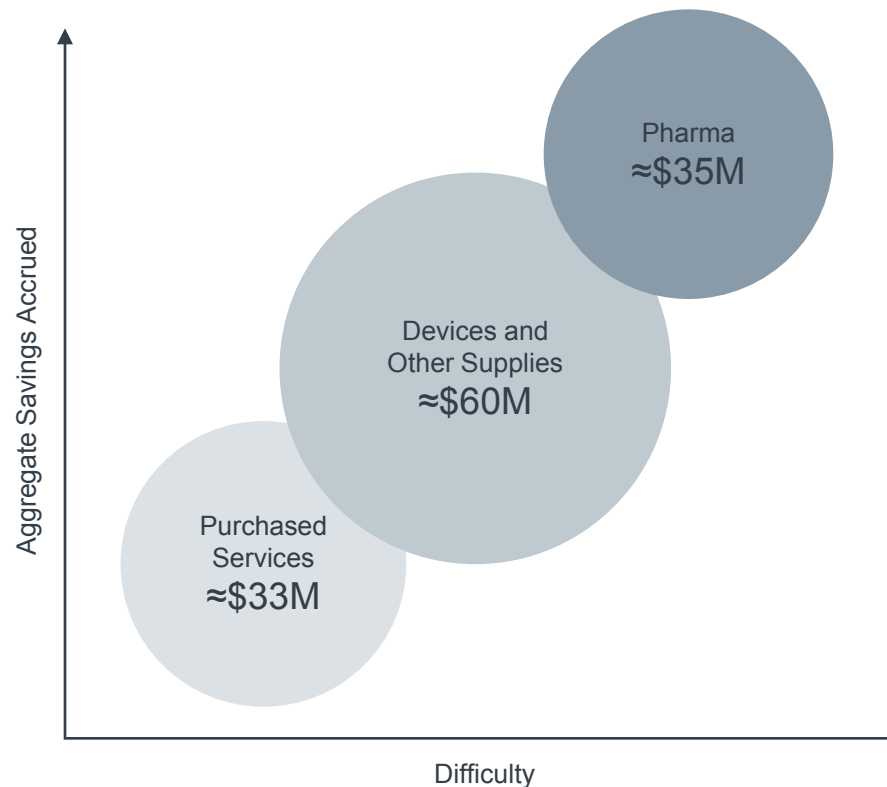 Pharma
≈$35M
Devices and
Other Supplies
≈$60M
Purchased
Services
≈$33M
Aggregate Savings Accrued
Difficulty